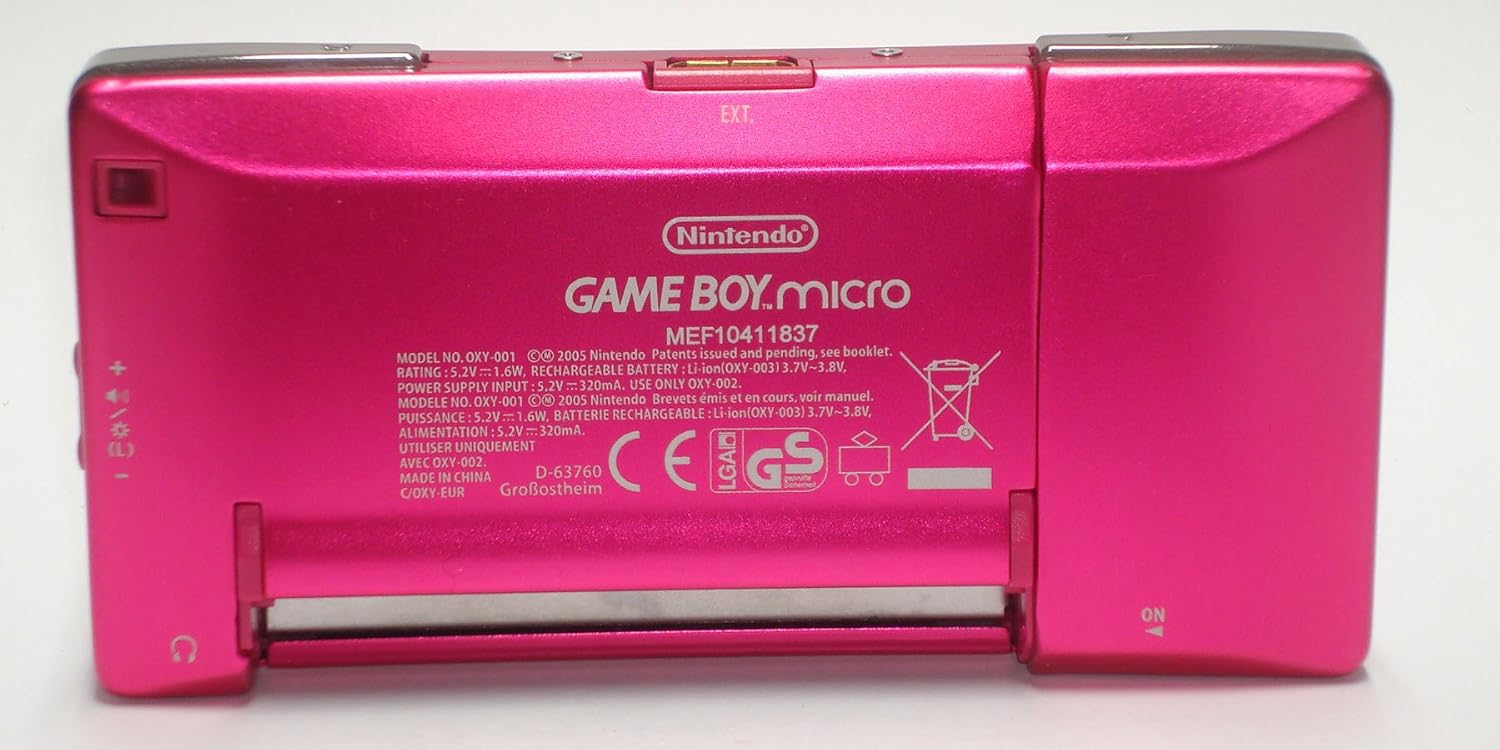 EXT.
Nintendo®
GAME BOY™ micro
MEF10411837
MODEL NO. OXY-001 ©Ⓜ 2005 Nintendo Patents issued and pending, see booklet.
RATING : 5.2V⎓1.6W, RECHARGEABLE BATTERY : Li-ion(OXY-003) 3.7V~3.8V,
POWER SUPPLY INPUT : 5.2V⎓320mA. USE ONLY OXY-002.
MODELE NO. OXY-001 ©Ⓜ 2005 Nintendo Brevets émis et en cours, voir manuel.
PUISSANCE : 5.2V⎓1.6W, BATTERIE RECHARGEABLE : Li-ion(OXY-003) 3.7V~3.8V,
ALIMENTATION : 5.2V⎓320mA.
UTILISER UNIQUEMENT
AVEC OXY-002.
MADE IN CHINA
C/OXY-EUR
D-63760
Großostheim
CE
LGA
GS
geprüfte
Sicherheit
+
/
(L)
−
ON